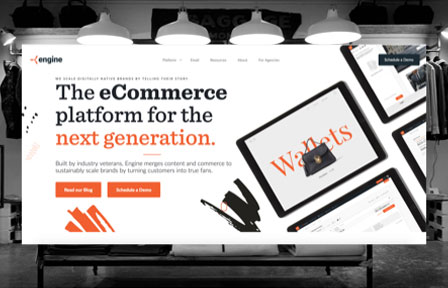 engine
Platform
Email
Resources
About
For Agencies
Schedule a Demo
WE SCALE DIGITALLY NATIVE BRANDS BY TELLING THEIR STORY
The eCommerce
platform for the
next generation.
Built by industry veterans, Engine merges content and commerce to
sustainably scale brands by turning customers into true fans.
Read our Blog
Schedule a Demo
Wallets